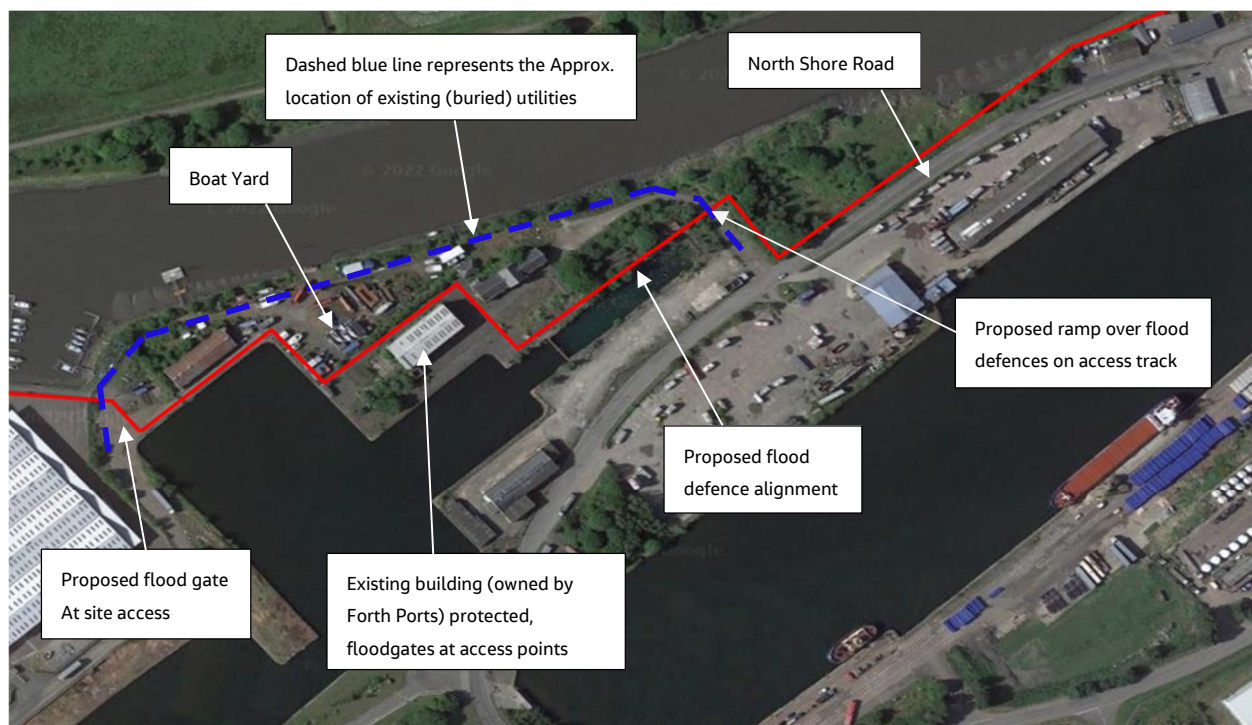 Dashed blue line represents the Approx.
location of existing (buried) utilities
North Shore Road
© 2022 Google
Boat Yard
Proposed ramp over flood
defences on access track
Proposed flood
defence alignment
Proposed flood gate
At site access
Existing building (owned by
Forth Ports) protected,
floodgates at access points